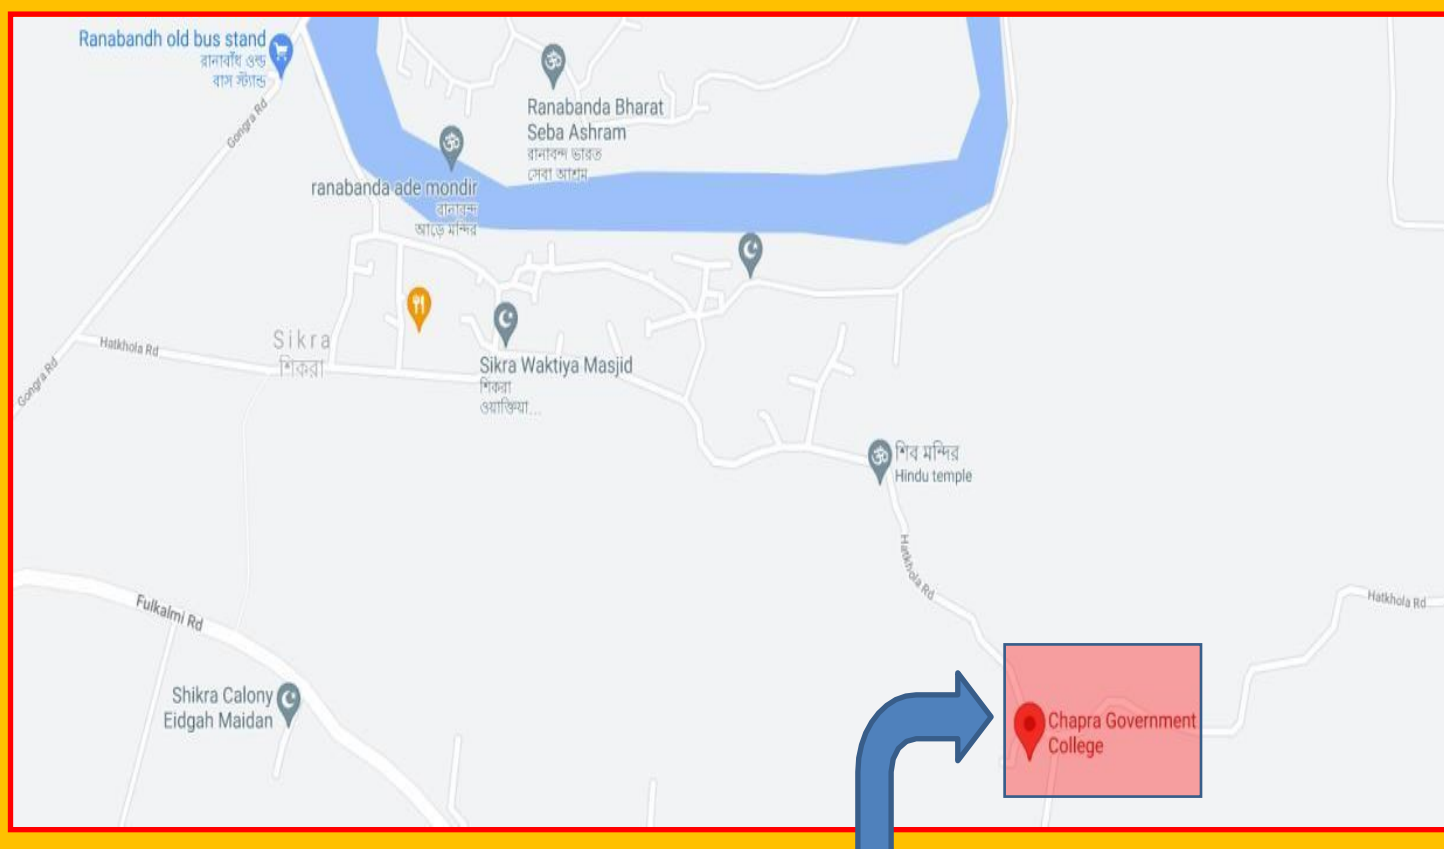 Ranabandh old bus stand
রানাবাঁধ ওল্ড
বাস স্ট্যান্ড
Gongra Rd
Ranabanda Bharat
Seba Ashram
রানাবন্দ ভারত
সেবা আশ্রম
ranabanda ade mondir
রানাবন্দ
আড়ে মন্দির
Sikra
শিকরা
Hatkhola Rd
Gongra Rd
Sikra Waktiya Masjid
শিকরা
ওয়াক্তিয়া...
শিব মন্দির
Hindu temple
Hatkhola Rd
Hatkhola Rd
Fulkalmi Rd
Shikra Calony
Eidgah Maidan
Chapra Government
College